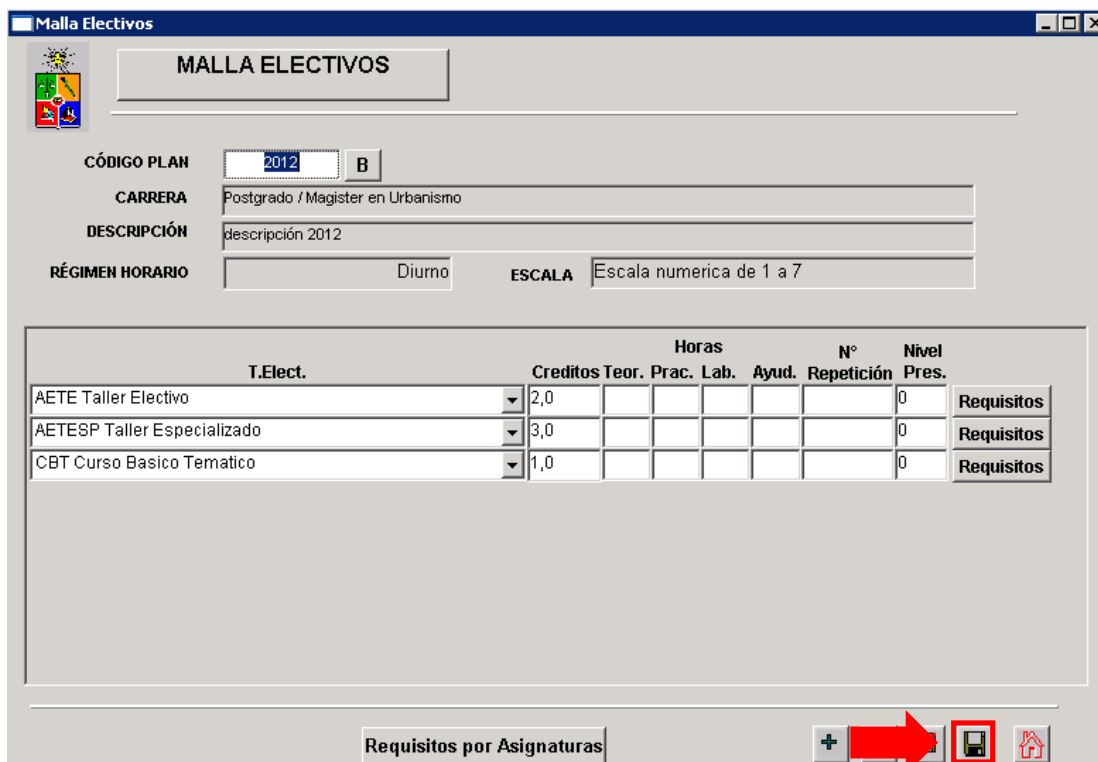 Malla Electivos
MALLA ELECTIVOS
CÓDIGO PLAN 2012 B
CARRERA Postgrado / Magister en Urbanismo
DESCRIPCIÓN descripción 2012
RÉGIMEN HORARIO Diurno ESCALA Escala numerica de 1 a 7
Horas
T.Elect. Creditos Teor. Prac. Lab. Ayud. N° Repetición Nivel Pres.
AETE Taller Electivo 2,0 0 Requisitos
AETESP Taller Especializado 3,0 0 Requisitos
CBT Curso Basico Tematico 1,0 0 Requisitos
Requisitos por Asignaturas